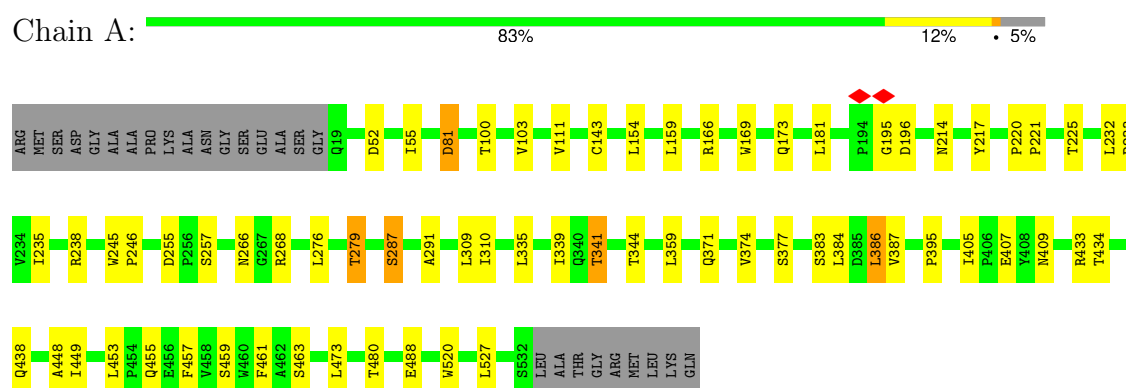 Chain A:
83% 12% • 5%
ARG MET SER ASP GLY ALA ALA PRO LYS ALA ASN GLY SER GLU ALA SER GLY Q19 D52 I55 D81 T100 V103 V111 C143 L154 L159 R166 W169 Q173 L181 P194 G195 D196 N214 Y217 P220 P221 T225 L232
V234 I235 R238 W245 P246 D255 P256 S257 N266 G267 R268 L276 T279 S287 A291 L309 I310 L335 I339 Q340 T341 T344 L359 Q371 V374 S377 S383 L384 D385 L386 V387 P395 I405 P406 E407 Y408 N409 R433 T434
Q438 A448 I449 L453 P454 Q455 E456 F457 V458 S459 W460 F461 A462 S463 L473 T480 E488 W520 L527 S532 LEU ALA THR GLY ARG MET LEU LYS GLN